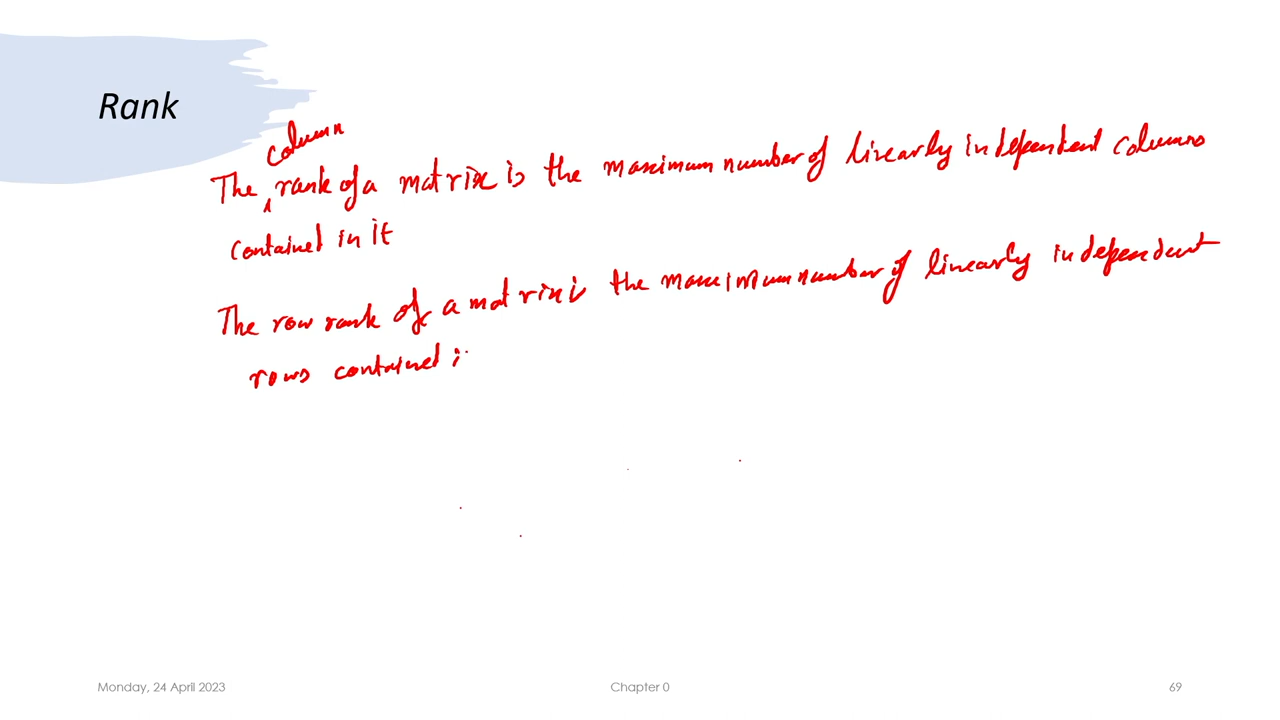 Rank
column
The ‸ rank of a matrix is the maximum number of linearly independent columns
contained in it
The row rank of a matrix i the maximum number of linearly independent
rows contained i
Monday, 24 April 2023 Chapter 0 69